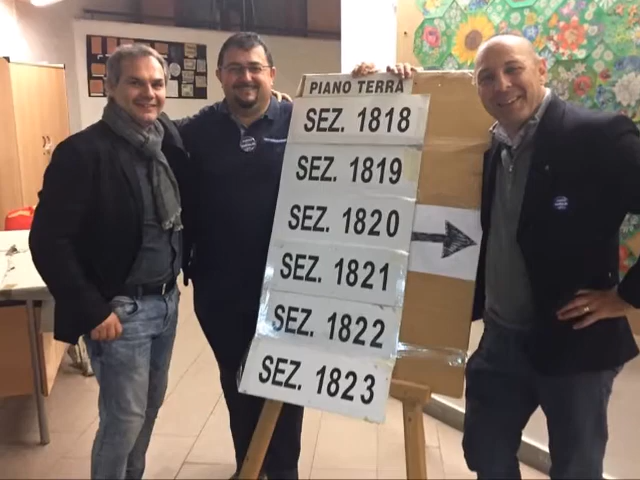 PIANO TERRA
SEZ. 1818
SEZ. 1819
SEZ. 1820
SEZ. 1821
SEZ. 1822
SEZ. 1823